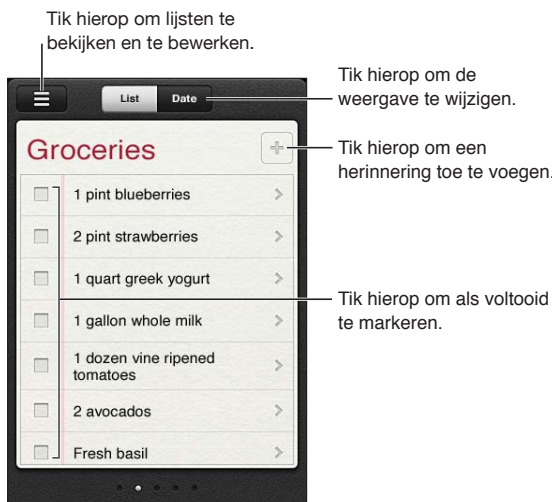 Tik hierop om lijsten te
bekijken en te bewerken.
List
Date
Tik hierop om de
weergave te wijzigen.
Groceries
Tik hierop om een
herinnering toe te voegen.
1 pint blueberries
2 pint strawberries
1 quart greek yogurt
1 gallon whole milk
Tik hierop om als voltooid
te markeren.
1 dozen vine ripened
tomatoes
2 avocados
Fresh basil